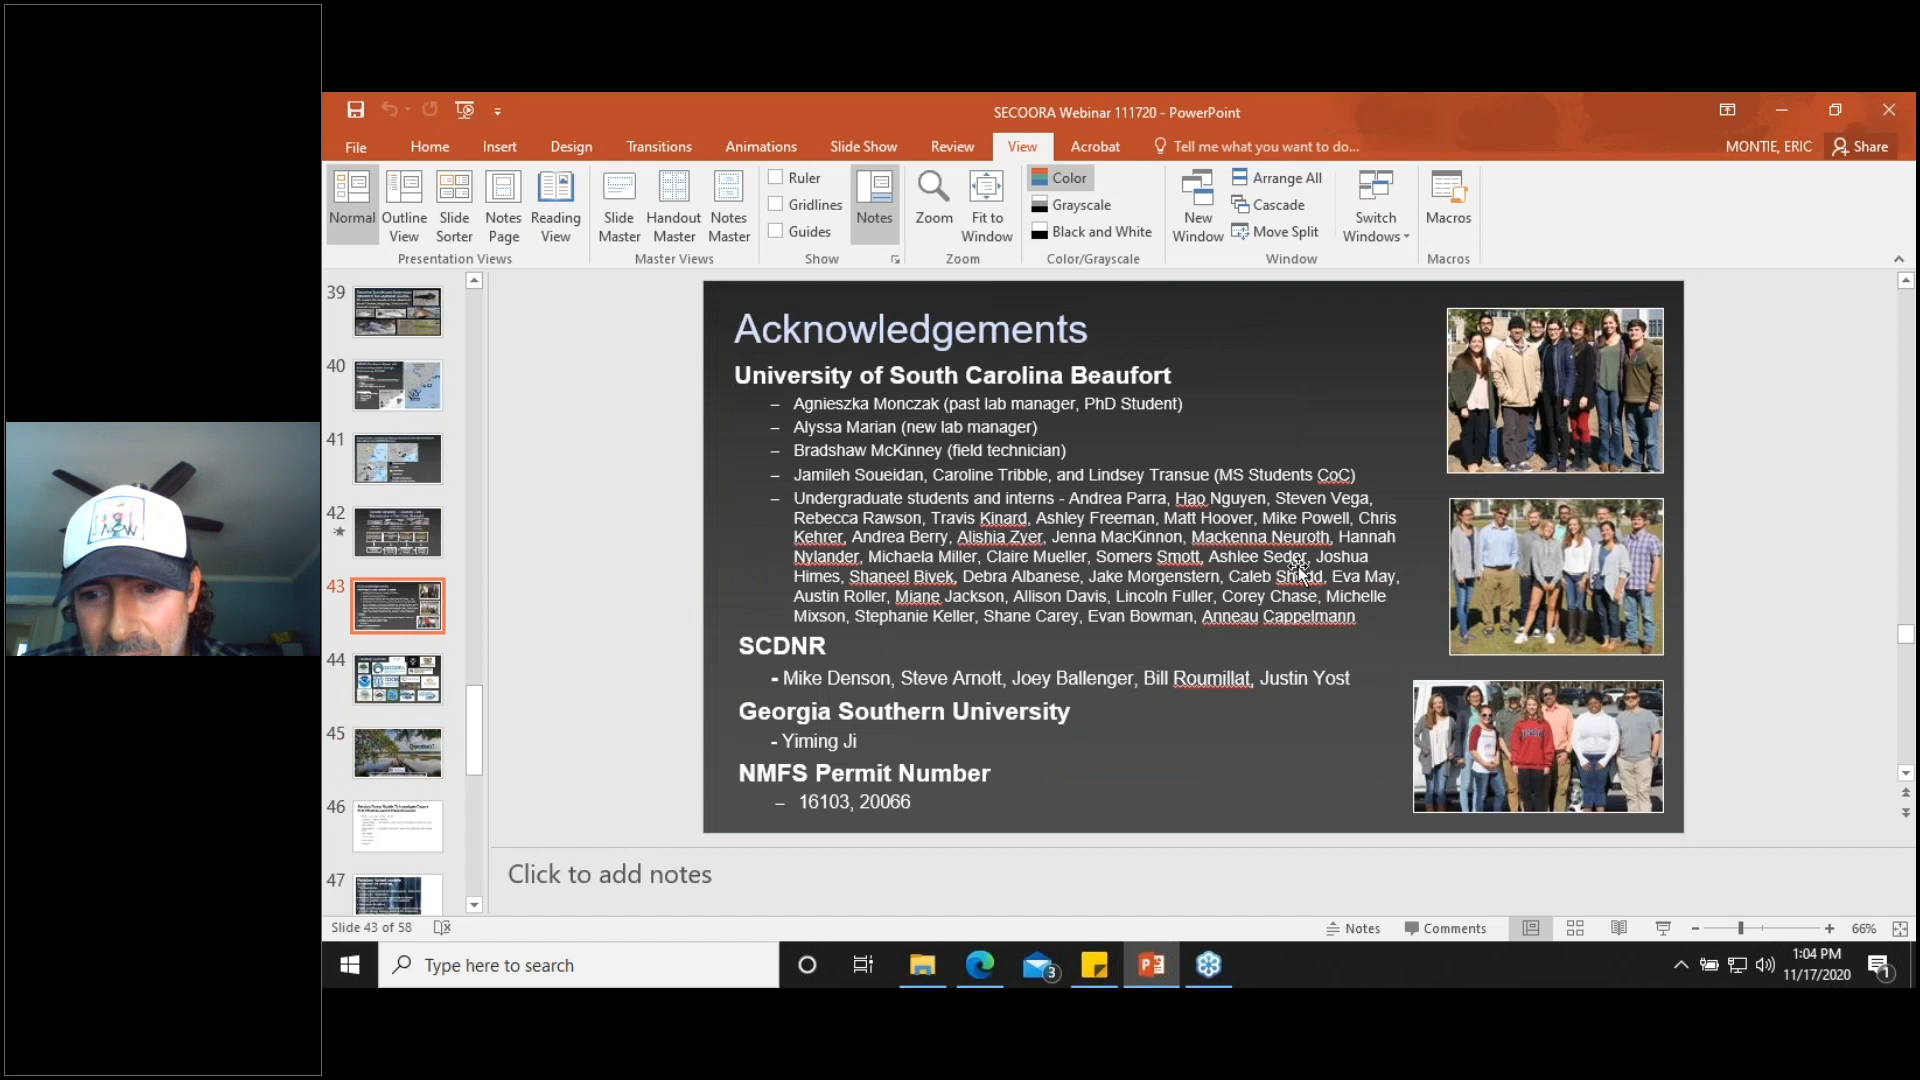 SECOORA Webinar 111720 - PowerPoint
File
Home
Insert
Design
Transitions
Animations
Slide Show
Review
View
Acrobat
Tell me what you want to do...
MONTIE, ERIC
Share
Normal
Outline View
Slide Sorter
Notes Page
Reading View
Presentation Views
Slide Master
Handout Master
Notes Master
Master Views
Ruler
Gridlines
Guides
Show
Notes
Zoom
Fit to Window
Zoom
Color
Grayscale
Black and White
Color/Grayscale
New Window
Arrange All
Cascade
Move Split
Switch Windows
Window
Macros
Macros
39
40
41
42
43
44
45
46
47
Acknowledgements
University of South Carolina Beaufort
– Agnieszka Monczak (past lab manager, PhD Student)
– Alyssa Marian (new lab manager)
– Bradshaw McKinney (field technician)
– Jamileh Soueidan, Caroline Tribble, and Lindsey Transue (MS Students CoC)
– Undergraduate students and interns - Andrea Parra, Hao Nguyen, Steven Vega,
Rebecca Rawson, Travis Kinard, Ashley Freeman, Matt Hoover, Mike Powell, Chris
Kehrer, Andrea Berry, Alishia Zyer, Jenna MacKinnon, Mackenna Neuroth, Hannah
Nylander, Michaela Miller, Claire Mueller, Somers Smott, Ashlee Seder, Joshua
Himes, Shaneel Bivek, Debra Albanese, Jake Morgenstern, Caleb Eva May,
Austin Roller, Miane Jackson, Allison Davis, Lincoln Fuller, Corey Chase, Michelle
Mixson, Stephanie Keller, Shane Carey, Evan Bowman, Anneau Cappelmann
SCDNR
- Mike Denson, Steve Arnott, Joey Ballenger, Bill Roumillat, Justin Yost
Georgia Southern University
- Yiming Ji
NMFS Permit Number
– 16103, 20066
Click to add notes
Slide 43 of 58
Notes
Comments
66%
Type here to search
3
1:04 PM
11/17/2020
1